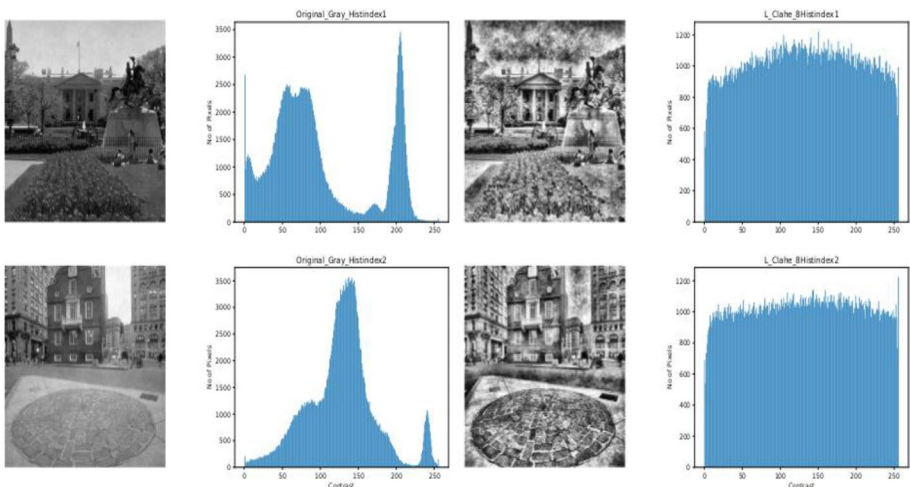 Original_Gray_Histindex1
No of Pixels
3500
3000
2500
2000
1500
1000
500
0
0 50 100 150 200 250
L_Clahe_8Histindex1
No of Pixels
1200
1000
800
600
400
200
0
0 50 100 150 200 250
Original_Gray_Histindex2
No of Pixels
3500
3000
2500
2000
1500
1000
500
0
0 50 100 150 200 250
Contrast
L_Clahe_8Histindex2
No of Pixels
1200
1000
800
600
400
200
0
0 50 100 150 200 250
Contrast